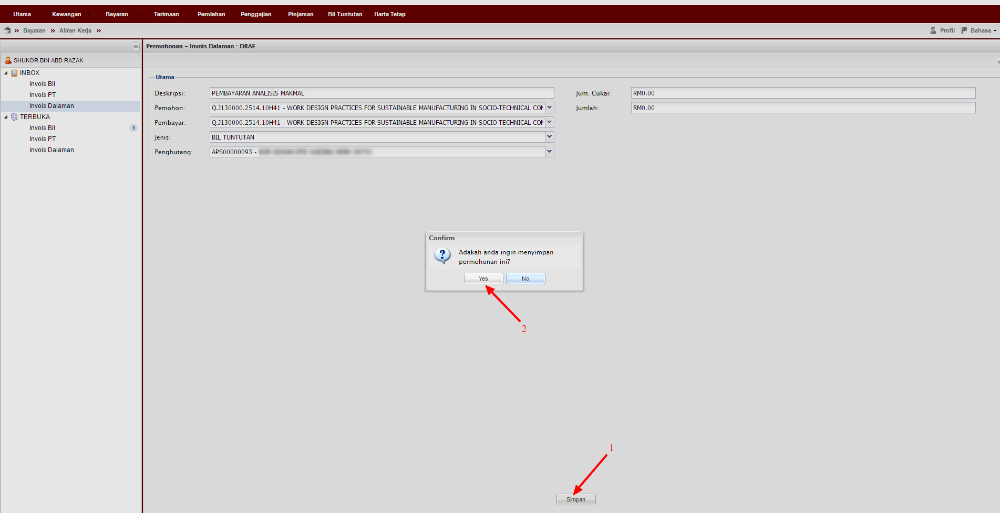 Utama Kewangan Bayaran Terimaan Perolehan Penggajian Pinjaman Bil Tuntutan Harta Tetap
» Bayaran » Aliran Kerja »
Profil Bahasa
Permohonan – Invois Dalaman : DRAF
SHUKOR BIN ABD RAZAK
INBOX
Invois Bil
Invois PT
Invois Dalaman
TERBUKA
Invois Bil 1
Invois PT
Invois Dalaman
Utama
Deskripsi: PEMBAYARAN ANALISIS MAKMAL
Pemohon: Q.J130000.2514.10H41 - WORK DESIGN PRACTICES FOR SUSTAINABLE MANUFACTURING IN SOCIO-TECHNICAL CON
Pembayar: Q.J130000.2514.10H41 - WORK DESIGN PRACTICES FOR SUSTAINABLE MANUFACTURING IN SOCIO-TECHNICAL CON
Jenis: BIL TUNTUTAN
Penghutang: APS00000093 -
Jum. Cukai: RM0.00
Jumlah: RM0.00
Confirm
Adakah anda ingin menyimpan
permohonan ini?
Yes No
2
1
Simpan